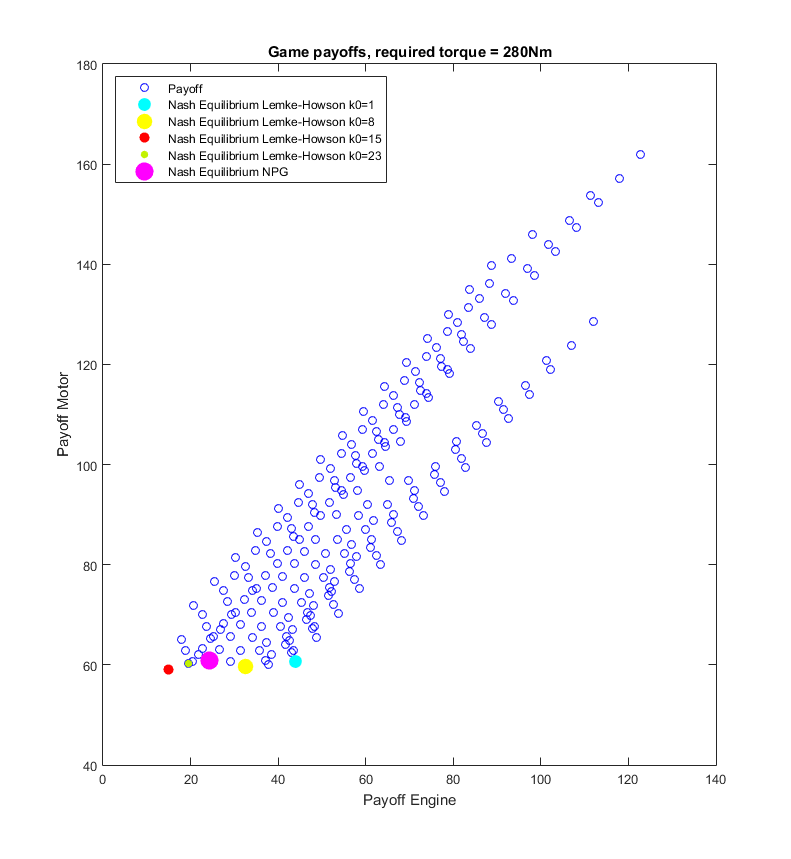 Game payoffs, required torque = 280Nm
180
160
140
120
100
80
60
40
Payoff Motor
Payoff
Nash Equilibrium Lemke-Howson k0=1
Nash Equilibrium Lemke-Howson k0=8
Nash Equilibrium Lemke-Howson k0=15
Nash Equilibrium Lemke-Howson k0=23
Nash Equilibrium NPG
0 20 40 60 80 100 120 140
Payoff Engine